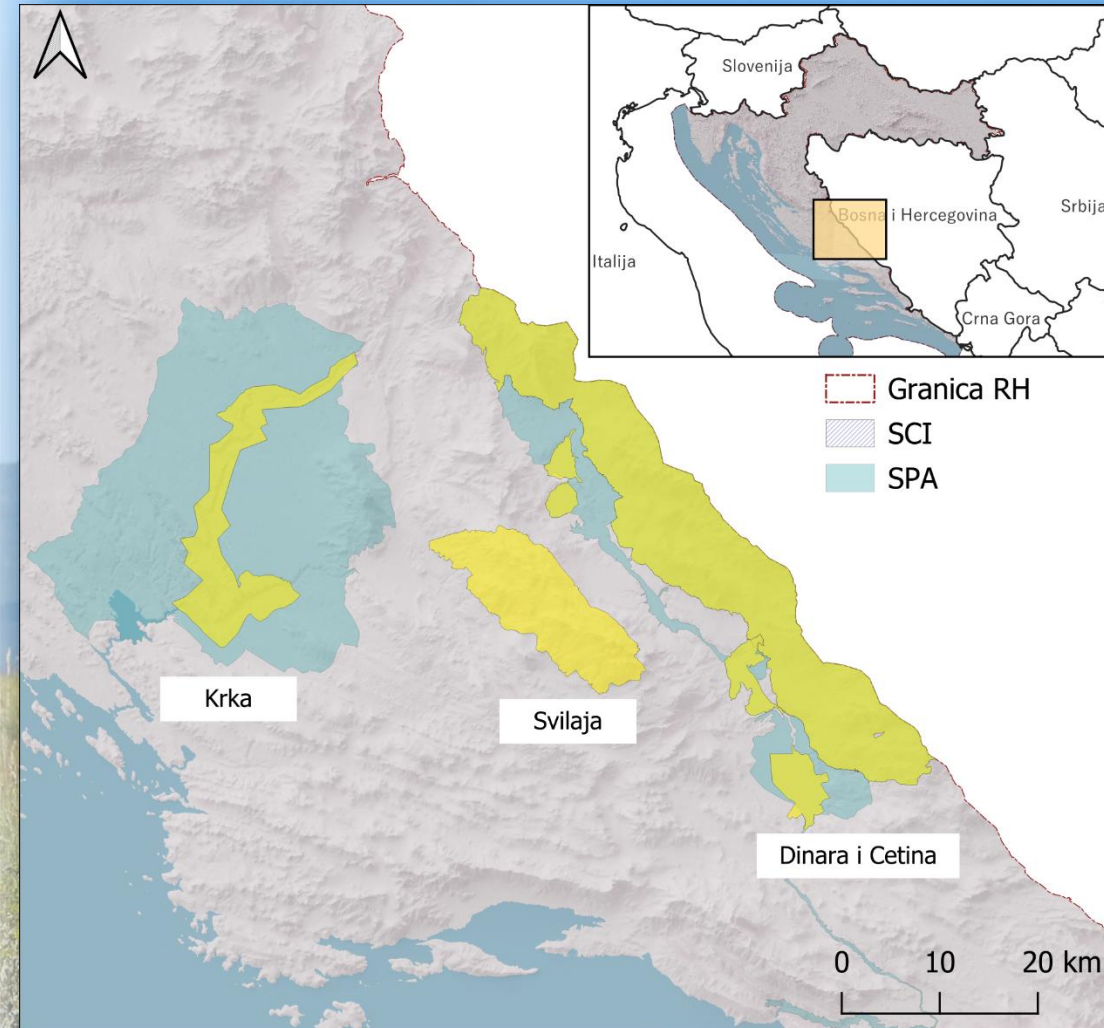 Slovenija
Bosna i Hercegovina
Srbija
Italija
Crna Gora
Granica RH
SCI
SPA
Krka
Svilaja
Dinara i Cetina
0 10 20 km